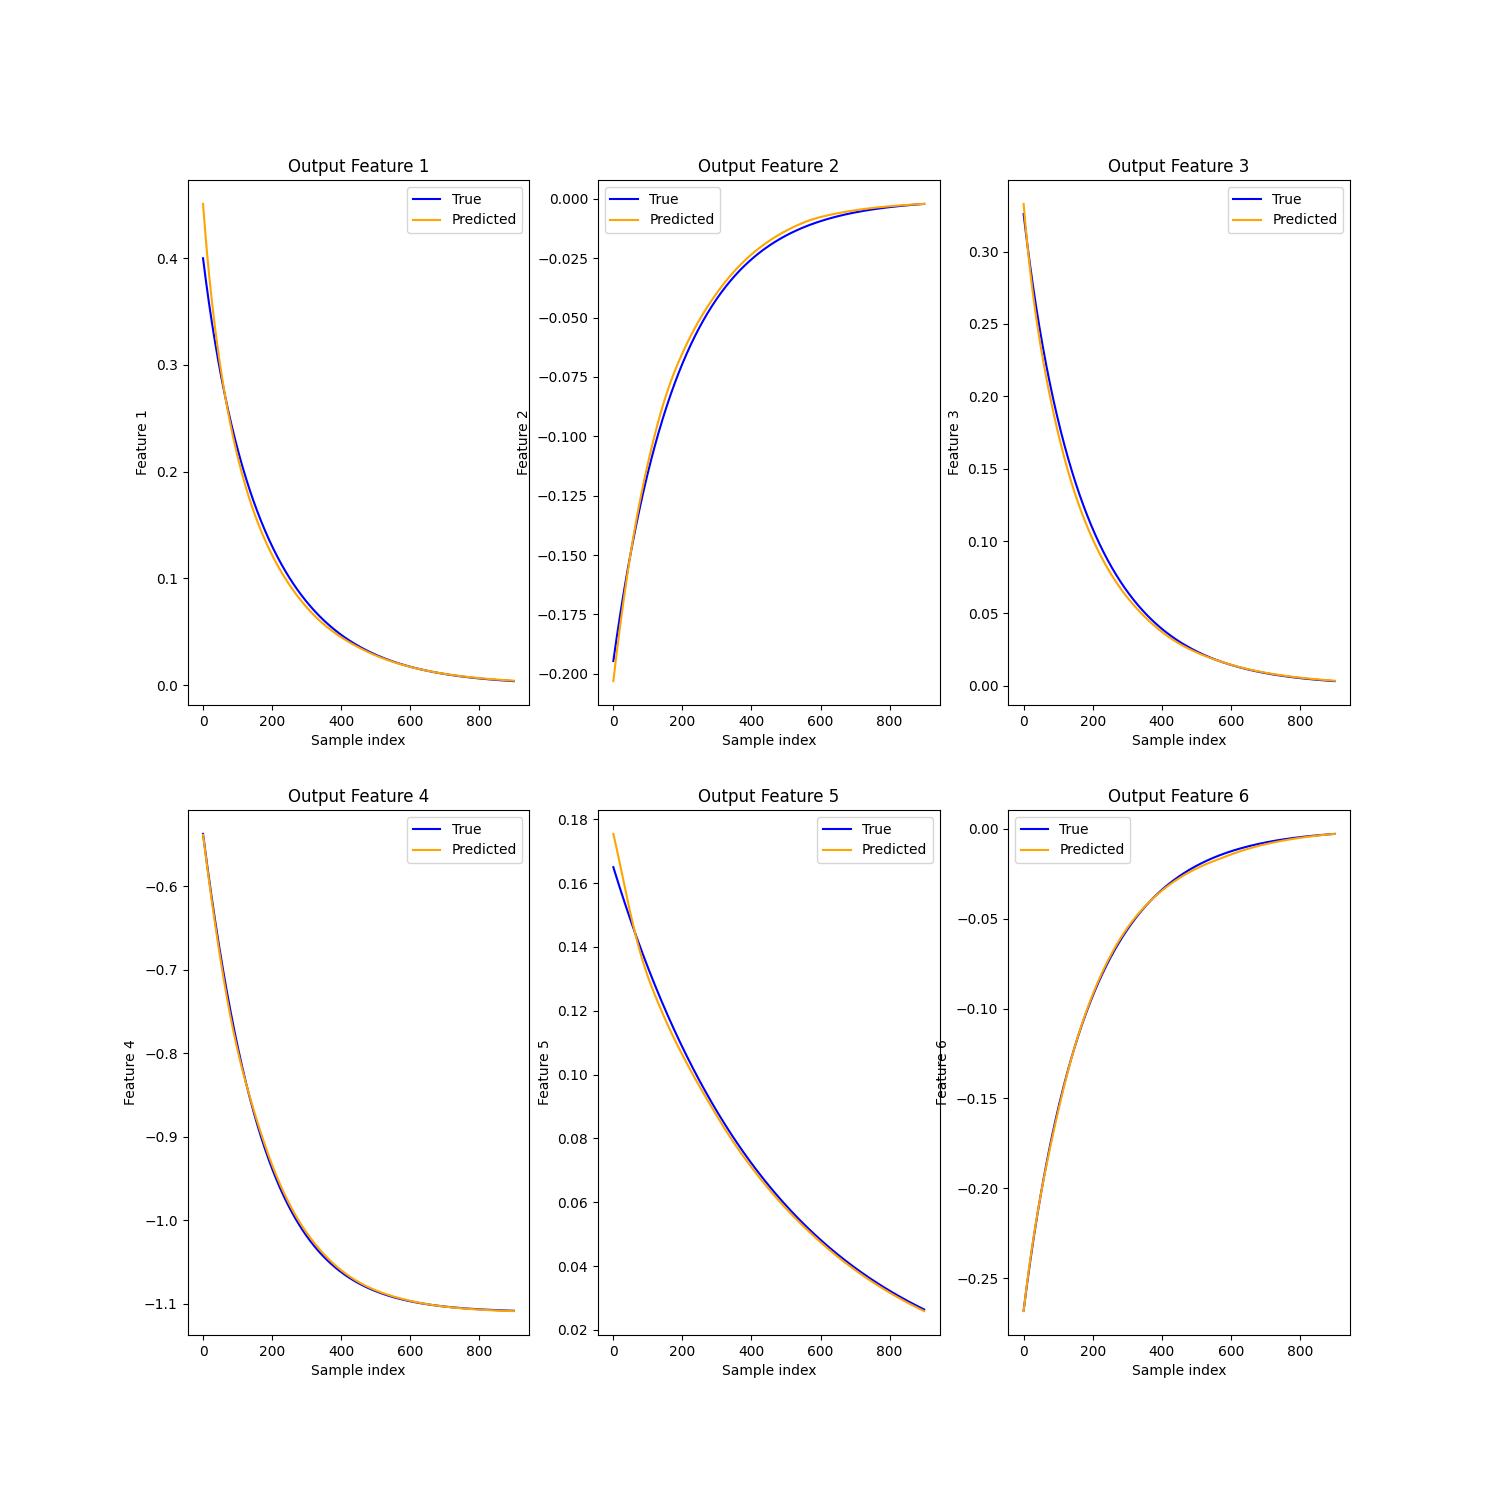 Output Feature 1
True
Predicted
0.4
0.3
0.2
0.1
0.0
Feature 1
0 200 400 600 800
Sample index
Output Feature 2
True
Predicted
0.000
−0.025
−0.050
−0.075
−0.100
−0.125
−0.150
−0.175
−0.200
Feature 2
0 200 400 600 800
Sample index
Output Feature 3
True
Predicted
0.30
0.25
0.20
0.15
0.10
0.05
0.00
Feature 3
0 200 400 600 800
Sample index
Output Feature 4
True
Predicted
−0.6
−0.7
−0.8
−0.9
−1.0
−1.1
Feature 4
0 200 400 600 800
Sample index
Output Feature 5
True
Predicted
0.18
0.16
0.14
0.12
0.10
0.08
0.06
0.04
0.02
Feature 5
0 200 400 600 800
Sample index
Output Feature 6
True
Predicted
0.00
−0.05
−0.10
−0.15
−0.20
−0.25
Feature 6
0 200 400 600 800
Sample index